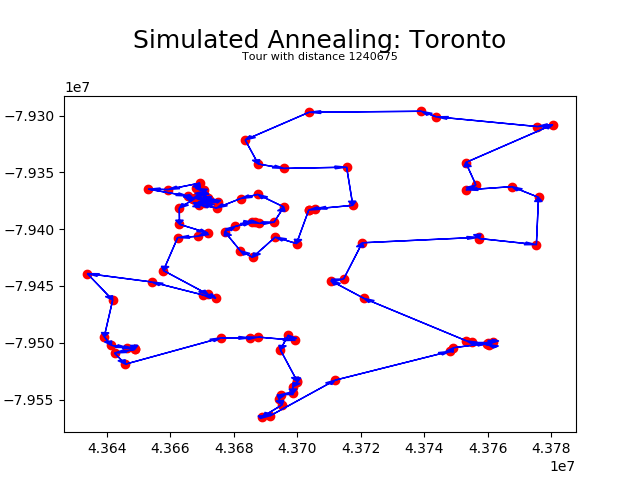 Simulated Annealing: Toronto
Tour with distance 1240675
1e7
−7.930
−7.935
−7.940
−7.945
−7.950
−7.955
4.364 4.366 4.368 4.370 4.372 4.374 4.376 4.378
1e7